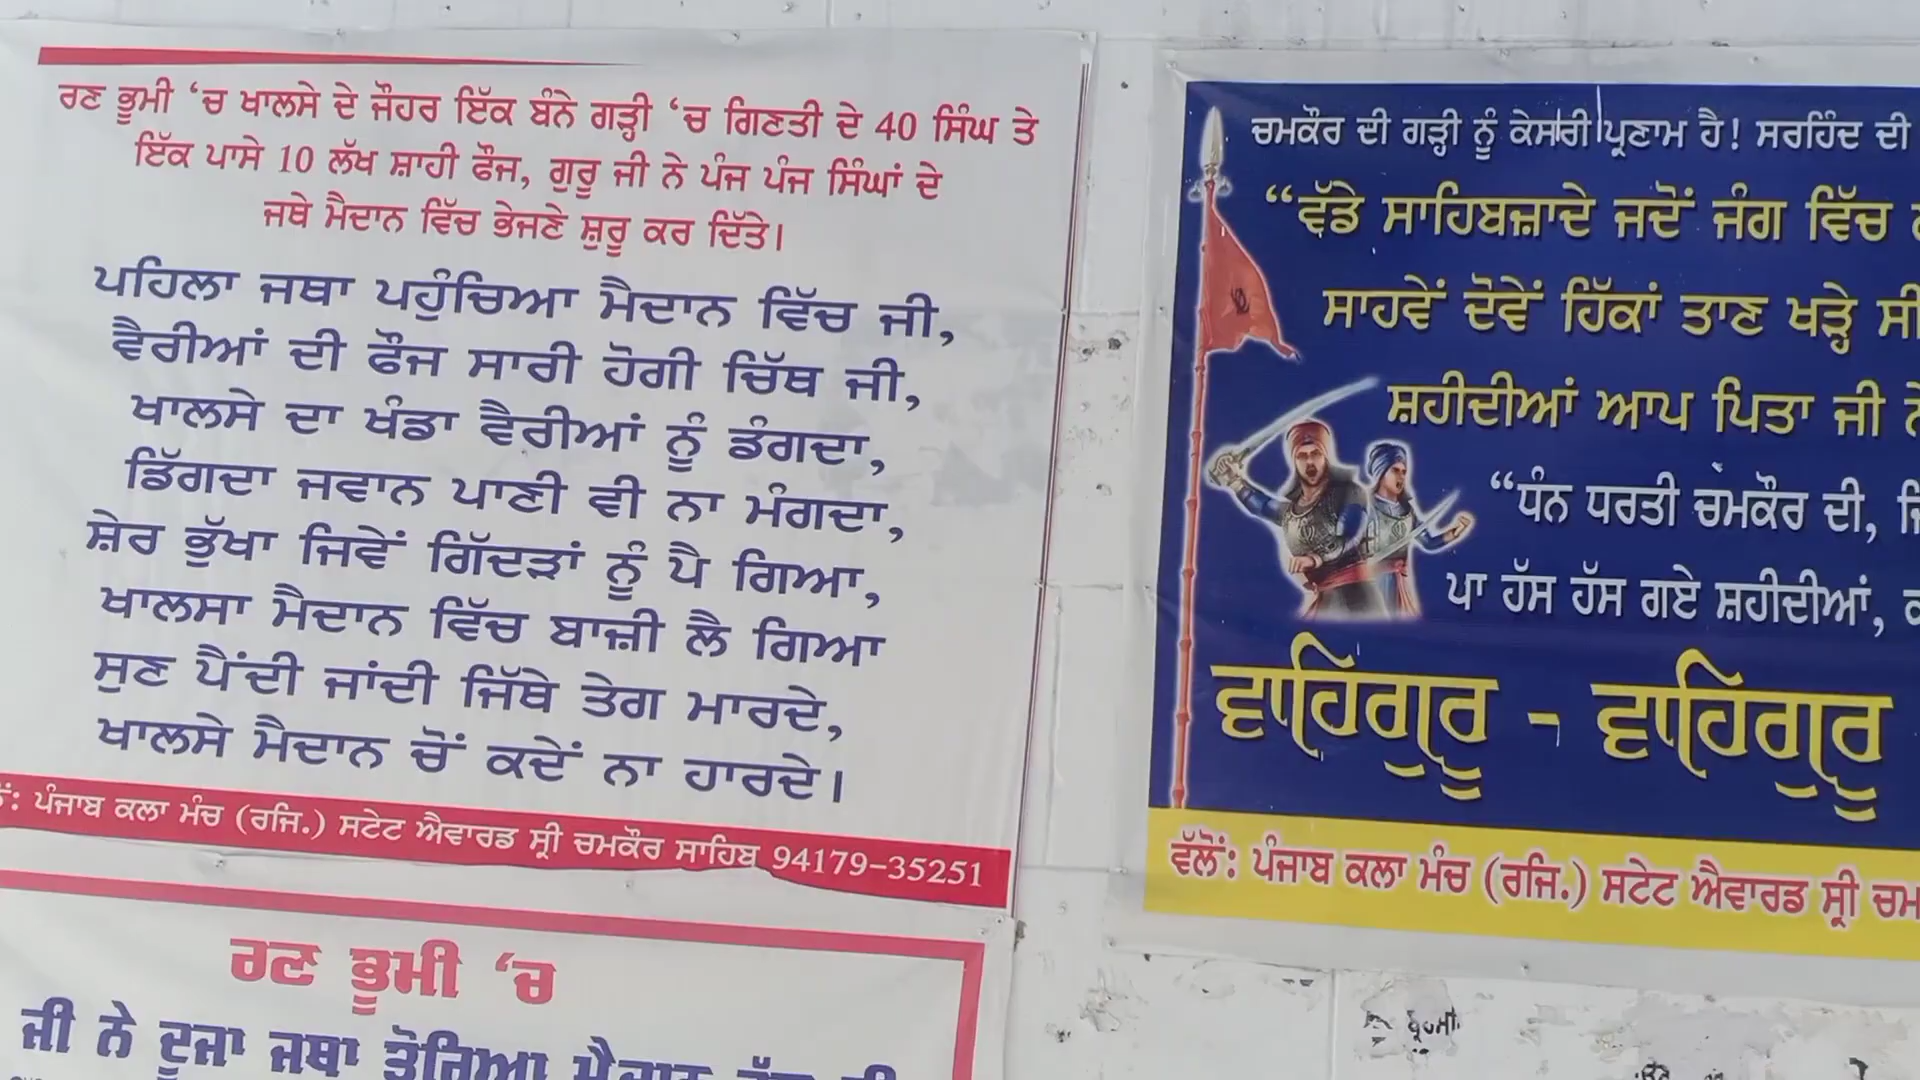 ਰਣ ਭੂਮੀ ‘ਚ ਖਾਲਸੇ ਦੇ ਜੌਹਰ ਇੱਕ ਬੰਨੇ ਗੜ੍ਹੀ ‘ਚ ਗਿਣਤੀ ਦੇ 40 ਸਿੰਘ ਤੇ
ਇੱਕ ਪਾਸੇ 10 ਲੱਖ ਸ਼ਾਹੀ ਫੌਜ, ਗੁਰੂ ਜੀ ਨੇ ਪੰਜ ਪੰਜ ਸਿੰਘਾਂ ਦੇ
ਜਥੇ ਮੈਦਾਨ ਵਿੱਚ ਭੇਜਣੇ ਸ਼ੁਰੂ ਕਰ ਦਿੱਤੇ।
ਪਹਿਲਾ ਜਥਾ ਪਹੁੰਚਿਆ ਮੈਦਾਨ ਵਿੱਚ ਜੀ,
ਵੈਰੀਆਂ ਦੀ ਫੌਜ ਸਾਰੀ ਹੋਗੀ ਚਿੱਥ ਜੀ,
ਖਾਲਸੇ ਦਾ ਖੰਡਾ ਵੈਰੀਆਂ ਨੂੰ ਡੰਗਦਾ,
ਡਿੱਗਦਾ ਜਵਾਨ ਪਾਣੀ ਵੀ ਨਾ ਮੰਗਦਾ,
ਸ਼ੇਰ ਭੁੱਖਾ ਜਿਵੇਂ ਗਿੱਦੜਾਂ ਨੂੰ ਪੈ ਗਿਆ,
ਖਾਲਸਾ ਮੈਦਾਨ ਵਿੱਚ ਬਾਜ਼ੀ ਲੈ ਗਿਆ
ਸੁਣ ਪੈਂਦੀ ਜਾਂਦੀ ਜਿੱਥੇ ਤੇਗ ਮਾਰਦੇ,
ਖਾਲਸੇ ਮੈਦਾਨ ਚੋਂ ਕਦੇਂ ਨਾ ਹਾਰਦੇ।
ਪੰਜਾਬ ਕਲਾ ਮੰਚ (ਰਜਿ.) ਸਟੇਟ ਐਵਾਰਡ ਸ੍ਰੀ ਚਮਕੌਰ ਸਾਹਿਬ 94179-35251
ਰਣ ਭੂਮੀ ‘ਚ
ਜੀ ਨੇ ਦੂਜਾ ਜਥਾ ਤੋਰਿਆ
ਚਮਕੌਰ ਦੀ ਗੜ੍ਹੀ ਨੂੰ ਕੇਸਰੀ ਪ੍ਰਣਾਮ ਹੈ! ਸਰਹਿੰਦ ਦੀ
“ਵੱਡੇ ਸਾਹਿਬਜ਼ਾਦੇ ਜਦੋਂ ਜੰਗ ਵਿੱਚ
ਸਾਹਵੇਂ ਦੋਵੇਂ ਹਿੱਕਾਂ ਤਾਣ ਖੜ੍ਹੇ ਸੀ
ਸ਼ਹੀਦੀਆਂ ਆਪ ਪਿਤਾ ਜੀ ਨੇ
“ਧੰਨ ਧਰਤੀ ਚਮਕੌਰ ਦੀ,
ਪਾ ਹੱਸ ਹੱਸ ਗਏ ਸ਼ਹੀਦੀਆਂ,
ਵਾਹਿਗੁਰੂ - ਵਾਹਿਗੁਰੂ
ਵੱਲੋਂ: ਪੰਜਾਬ ਕਲਾ ਮੰਚ (ਰਜਿ.) ਸਟੇਟ ਐਵਾਰਡ ਸ੍ਰੀ